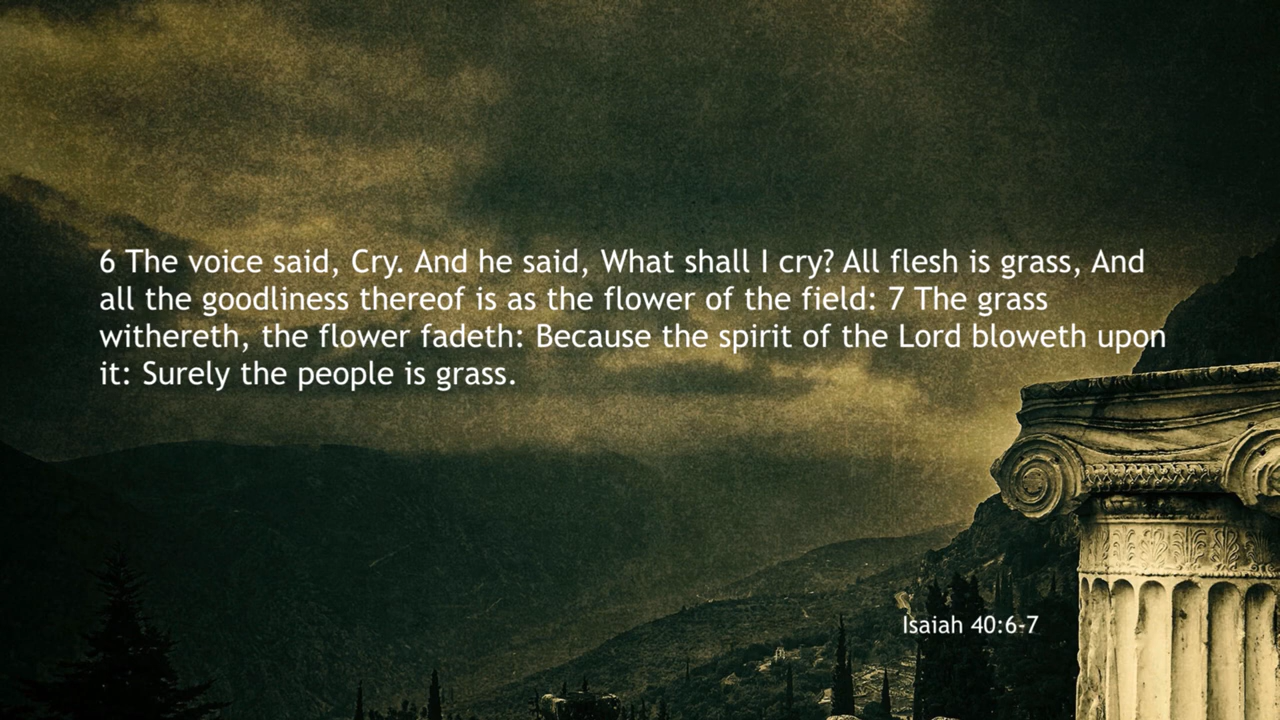 6 The voice said, Cry. And he said, What shall I cry? All flesh is grass, And
all the goodliness thereof is as the flower of the field: 7 The grass
withereth, the flower fadeth: Because the spirit of the Lord bloweth upon
it: Surely the people is grass.
Isaiah 40:6-7